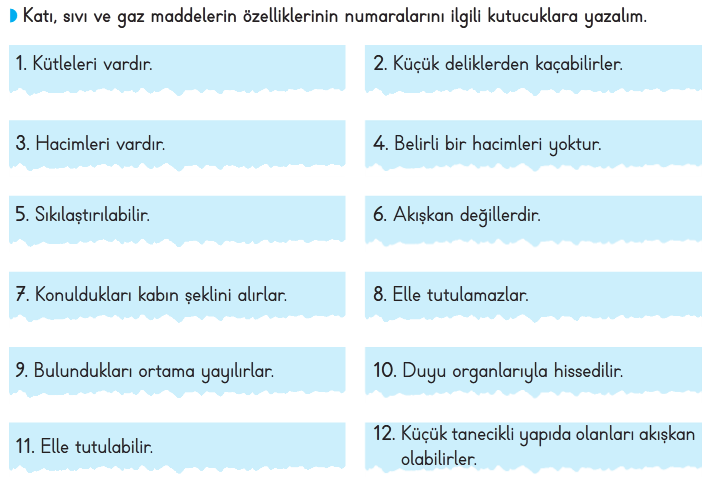 Katı, sıvı ve gaz maddelerin özelliklerinin numaralarını ilgili kutucuklara yazalım.
1. Kütleleri vardır.
2. Küçük deliklerden kaçabilirler.
3. Hacimleri vardır.
4. Belirli bir hacimleri yoktur.
5. Sıkılaştırılabilir.
6. Akışkan değillerdir.
7. Konuldukları kabın şeklini alırlar.
8. Elle tutulamazlar.
9. Bulundukları ortama yayılırlar.
10. Duyu organlarıyla hissedilir.
11. Elle tutulabilir.
12. Küçük tanecikli yapıda olanları akışkan
olabilirler.